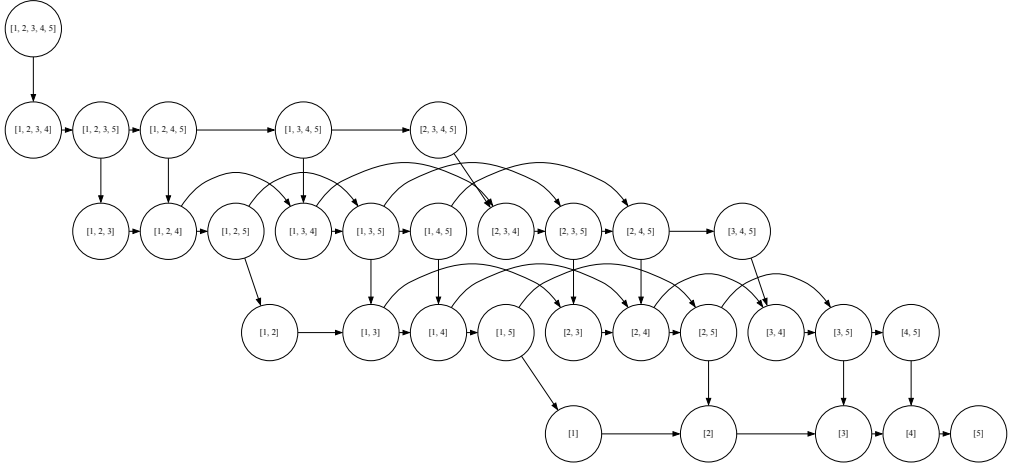 [1, 2, 3, 4, 5]
[1, 2, 3, 4] [1, 2, 3, 5] [1, 2, 4, 5] [1, 3, 4, 5] [2, 3, 4, 5]
[1, 2, 3] [1, 2, 4] [1, 2, 5] [1, 3, 4] [1, 3, 5] [1, 4, 5] [2, 3, 4] [2, 3, 5] [2, 4, 5] [3, 4, 5]
[1, 2] [1, 3] [1, 4] [1, 5] [2, 3] [2, 4] [2, 5] [3, 4] [3, 5] [4, 5]
[1] [2] [3] [4] [5]